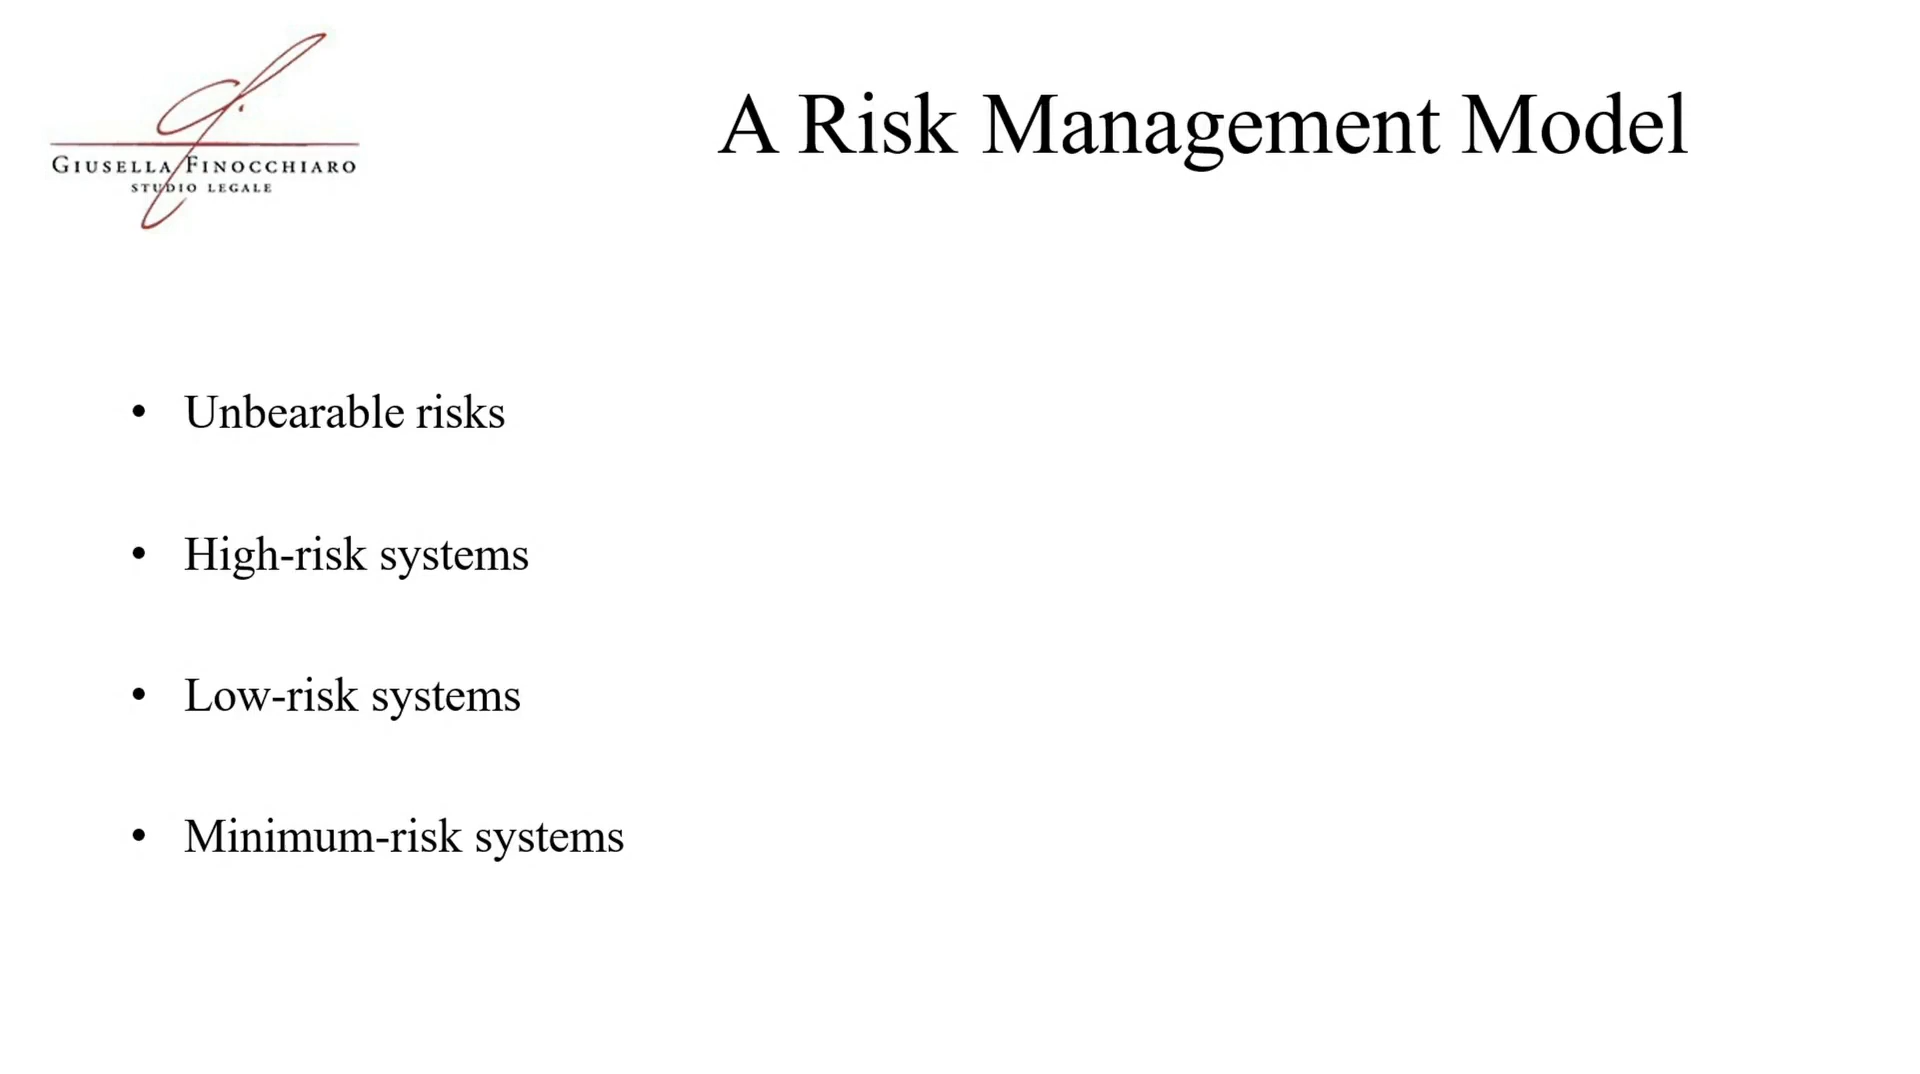 GIUSELLA FINOCCHIARO
STUDIO LEGALE
A Risk Management Model
• Unbearable risks
• High-risk systems
• Low-risk systems
• Minimum-risk systems